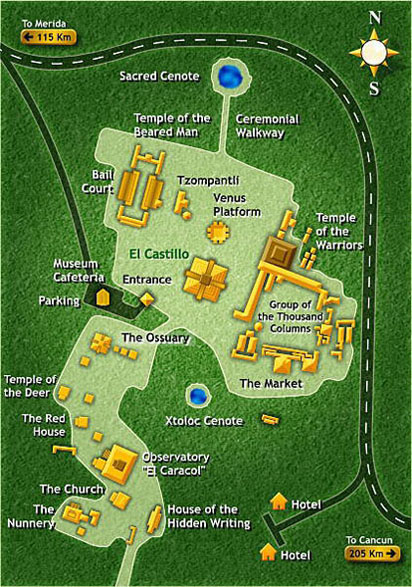 To Merida
← 115 Km
N
S
Sacred Cenote
Temple of the
Beared Man
Ceremonial
Walkway
Bail
Court
Tzompantli
Venus
Platform
Temple
of the
Warriors
El Castillo
Museum
Cafeteria
Entrance
Parking
Group of
the Thousand
Columns
The Ossuary
The Market
Temple of
the Deer
Xtoloc Cenote
The Red
House
Observatory
"El Caracol"
The Church
The
Nunnery
House of the
Hidden Writing
Hotel
Hotel
To Cancun
205 Km →